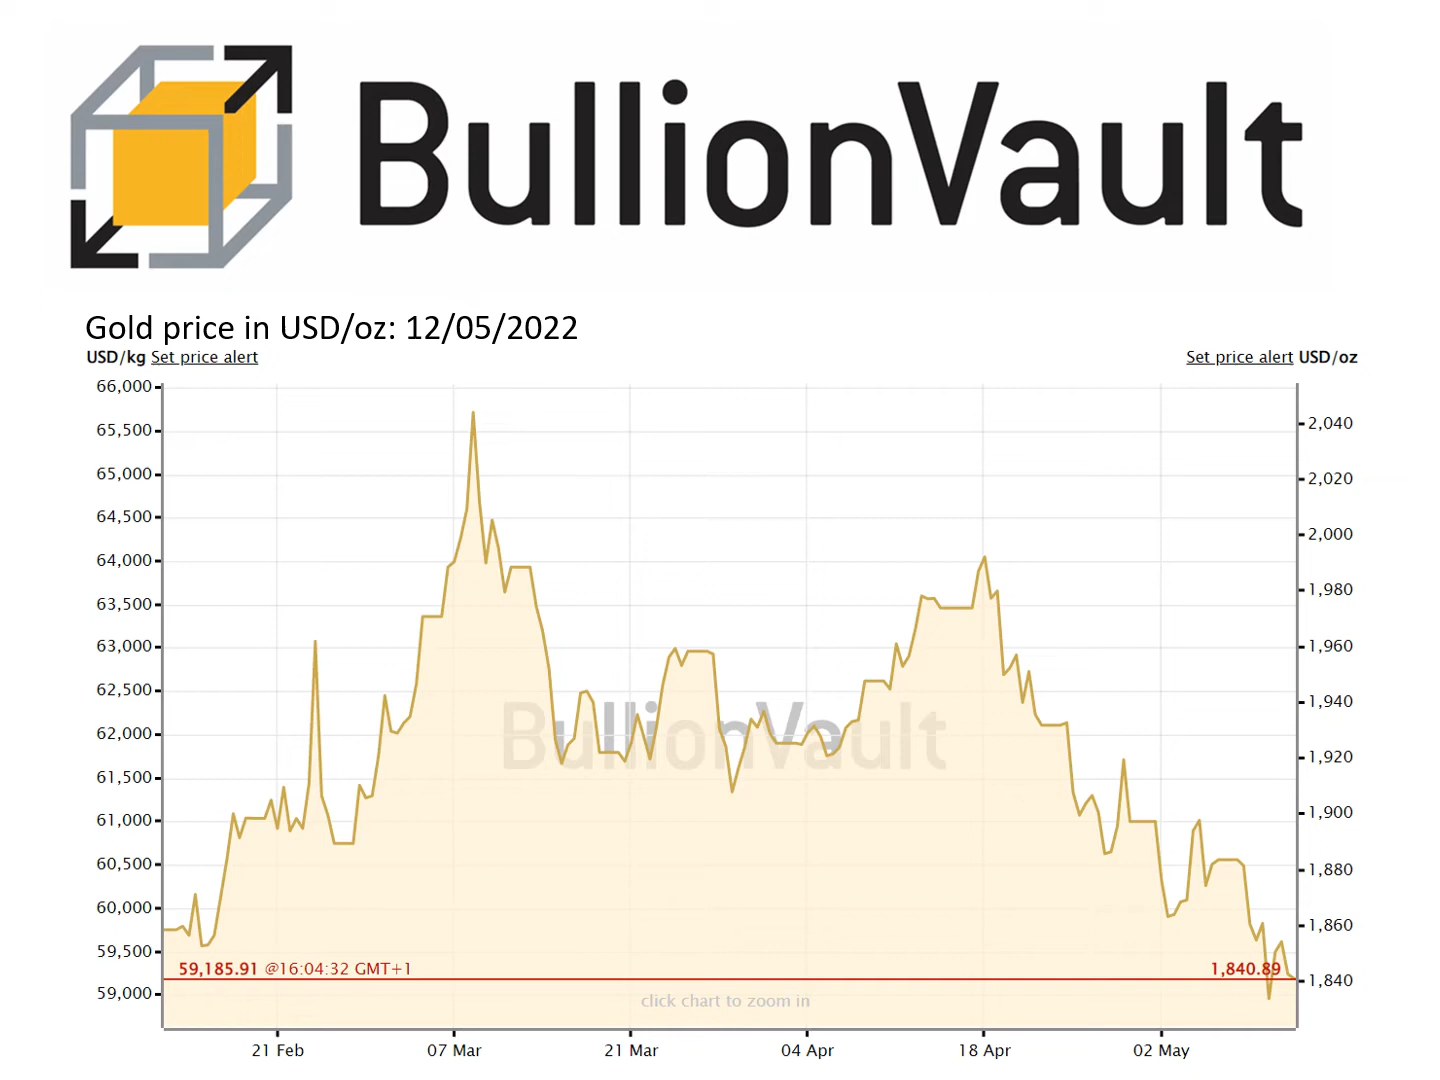 BullionVault
Gold price in USD/oz: 12/05/2022
USD/kg Set price alert
Set price alert USD/oz
66,000
65,500
65,000
64,500
64,000
63,500
63,000
62,500
62,000
61,500
61,000
60,500
60,000
59,500
59,000
2,040
2,020
2,000
1,980
1,960
1,940
1,920
1,900
1,880
1,860
1,840
BullionVault
59,185.91 @16:04:32 GMT+1
1,840.89
click chart to zoom in
21 Feb
07 Mar
21 Mar
04 Apr
18 Apr
02 May